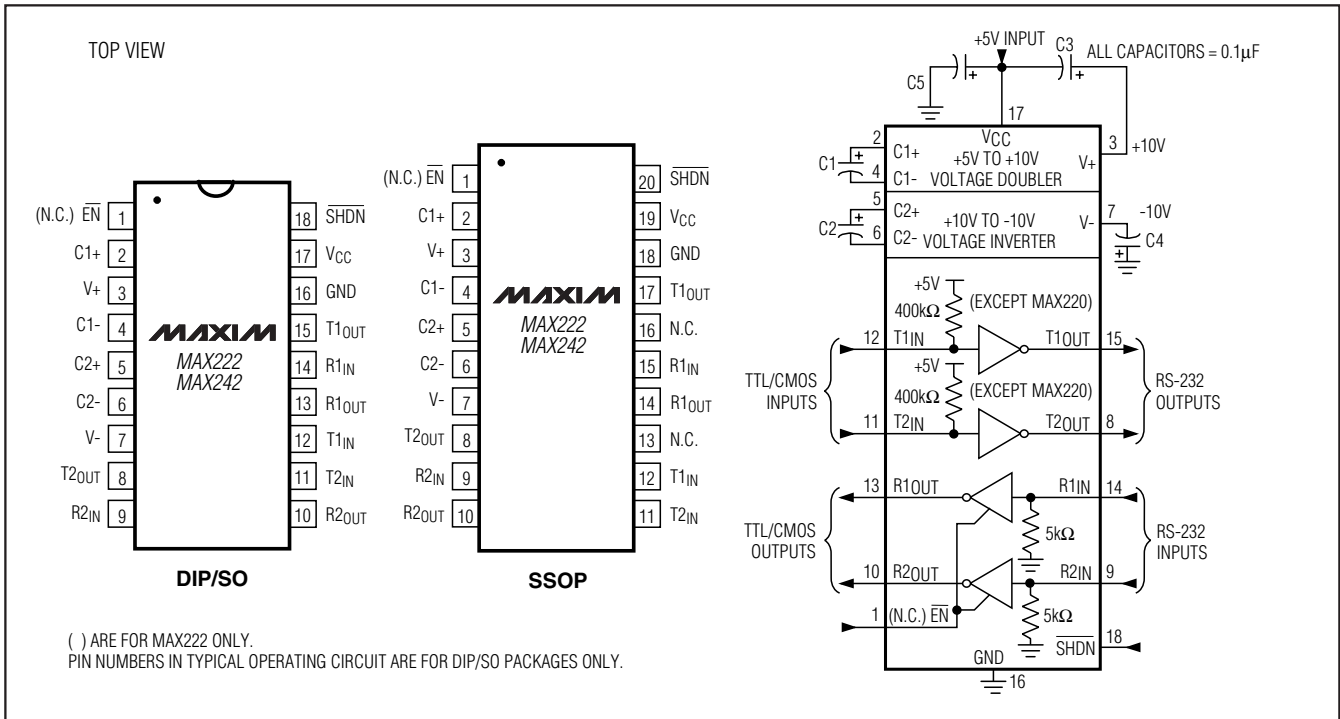 TOP VIEW
(N.C.) EN 1
C1+ 2
V+ 3
C1- 4
C2+ 5
C2- 6
V- 7
T2OUT 8
R2IN 9
18 SHDN
17 VCC
16 GND
15 T1OUT
14 R1IN
13 R1OUT
12 T1IN
11 T2IN
10 R2OUT
MAXIM
MAX222
MAX242
DIP/SO
(N.C.) EN 1
C1+ 2
V+ 3
C1- 4
C2+ 5
C2- 6
V- 7
T2OUT 8
R2IN 9
R2OUT 10
20 SHDN
19 VCC
18 GND
17 T1OUT
16 N.C.
15 R1IN
14 R1OUT
13 N.C.
12 T1IN
11 T2IN
MAXIM
MAX222
MAX242
SSOP
( ) ARE FOR MAX222 ONLY.
PIN NUMBERS IN TYPICAL OPERATING CIRCUIT ARE FOR DIP/SO PACKAGES ONLY.
+5V INPUT
C3
ALL CAPACITORS = 0.1μF
C5
17
VCC
2
C1+
+5V TO +10V
V+
3
+10V
C1
4
C1-
VOLTAGE DOUBLER
5
C2+
+10V TO -10V
V-
7
-10V
C2
6
C2-
VOLTAGE INVERTER
C4
+5V
400kΩ
(EXCEPT MAX220)
12
T1IN
T1OUT
15
+5V
400kΩ
(EXCEPT MAX220)
TTL/CMOS
INPUTS
RS-232
OUTPUTS
11
T2IN
T2OUT
8
13
R1OUT
R1IN
14
5kΩ
TTL/CMOS
OUTPUTS
RS-232
INPUTS
10
R2OUT
R2IN
9
5kΩ
1
(N.C.) EN
SHDN
18
GND
16